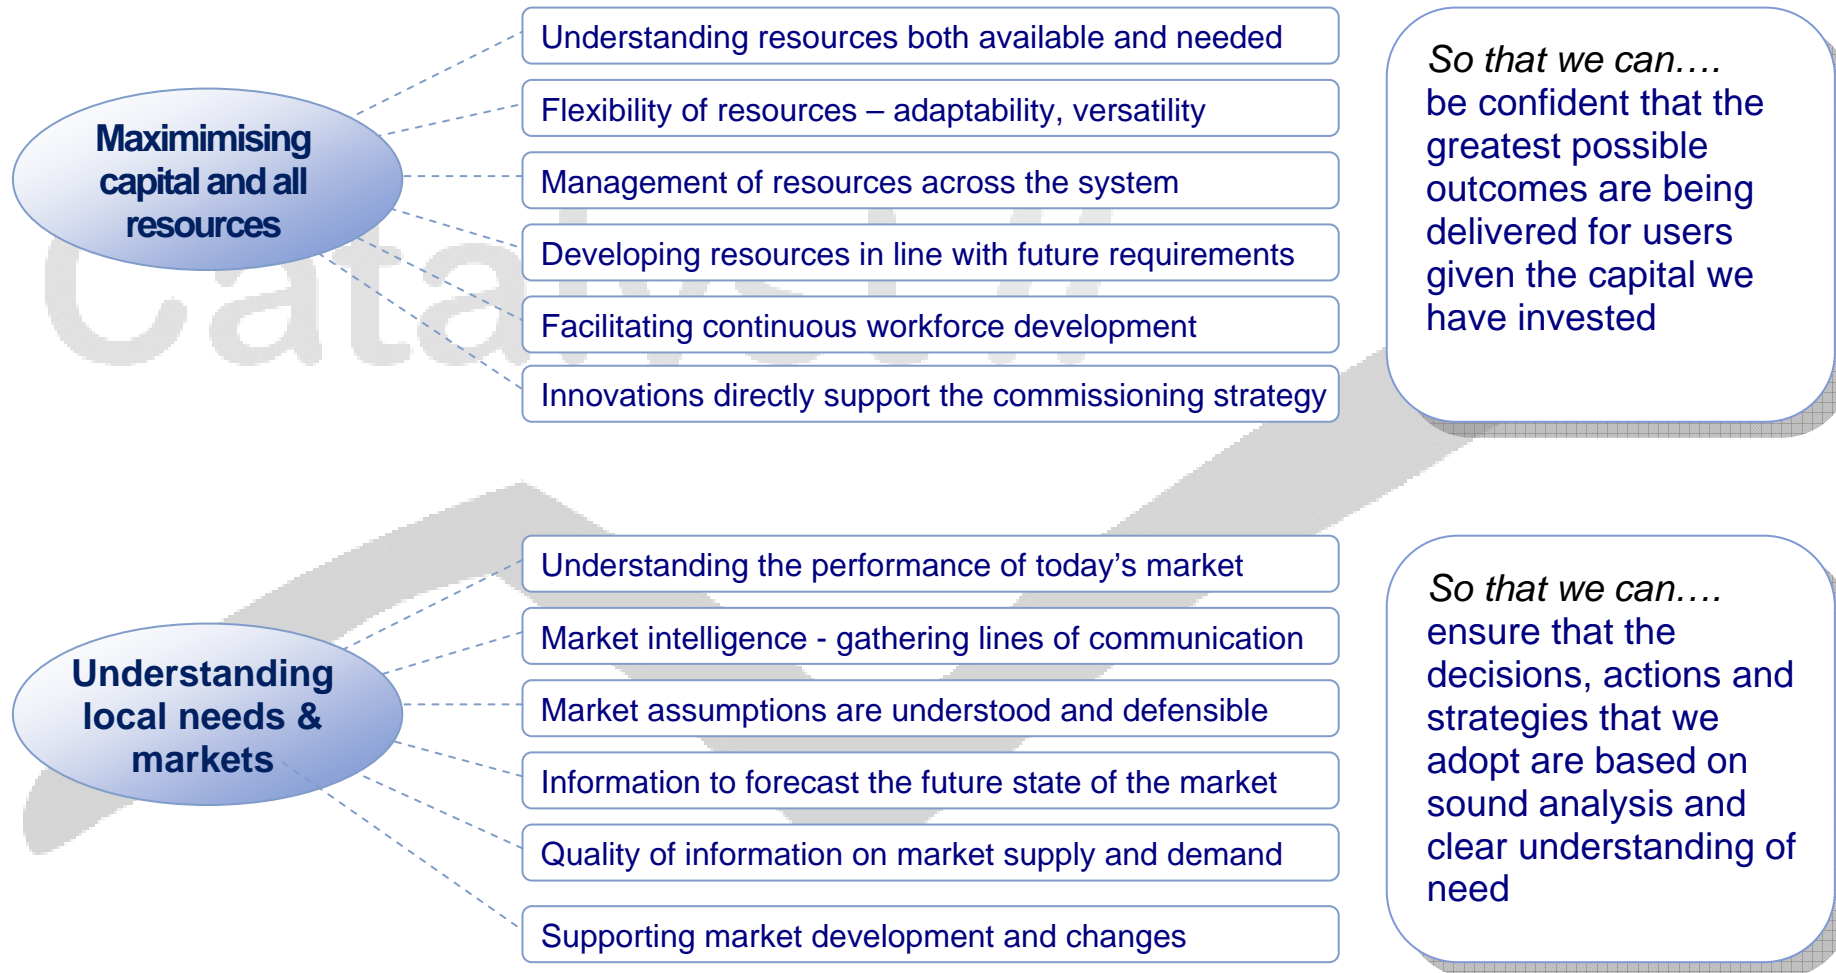 Maximimising
capital and all
resources
Understanding resources both available and needed
Flexibility of resources – adaptability, versatility
Management of resources across the system
Developing resources in line with future requirements
Facilitating continuous workforce development
Innovations directly support the commissioning strategy
So that we can….
be confident that the
greatest possible
outcomes are being
delivered for users
given the capital we
have invested
Understanding
local needs &
markets
Understanding the performance of today’s market
Market intelligence - gathering lines of communication
Market assumptions are understood and defensible
Information to forecast the future state of the market
Quality of information on market supply and demand
Supporting market development and changes
So that we can….
ensure that the
decisions, actions and
strategies that we
adopt are based on
sound analysis and
clear understanding of
need